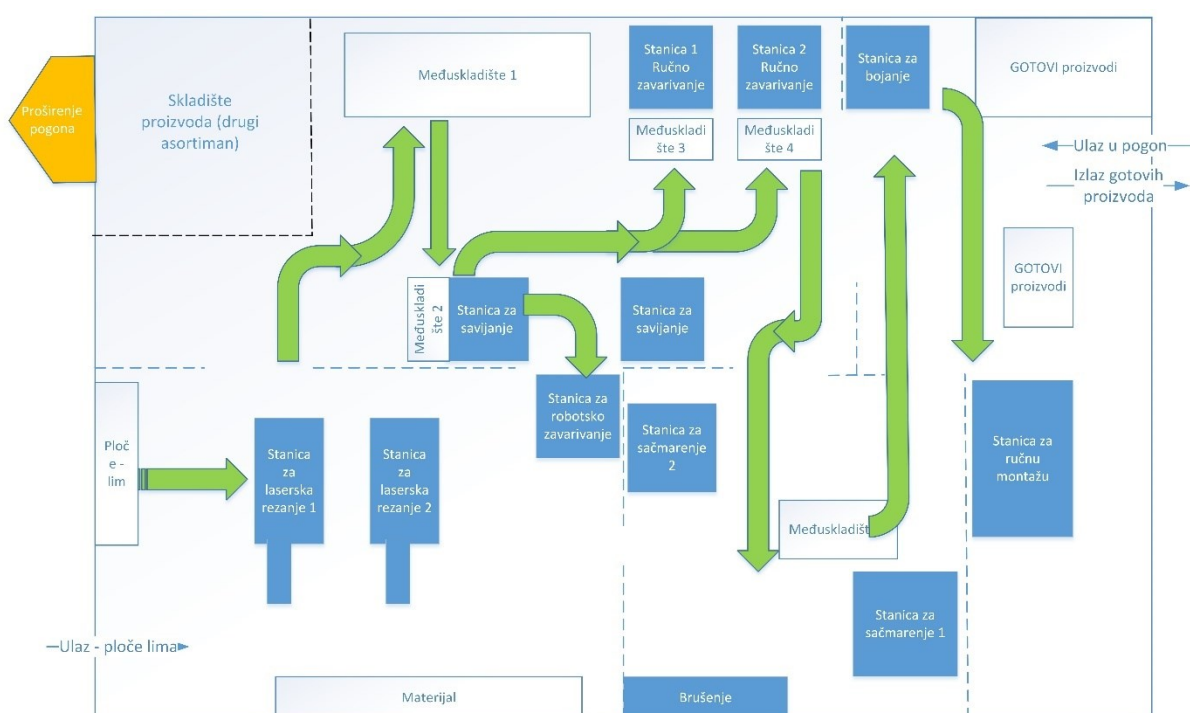 Proširenje
pogona
Skladište
proizvoda (drugi
asortiman)
Međuskladište 1
Stanica 1
Ručno
zavarivanje
Stanica 2
Ručno
zavarivanje
Stanica za
bojanje
GOTOVI proizvodi
Međuskladi
šte 3
Međuskladi
šte 4
Ulaz u pogon
Izlaz gotovih
proizvoda
Međuskladi
šte 2
Stanica za
savijanje
Stanica za
savijanje
GOTOVI
proizvodi
Ploč
e -
lim
Stanica
za
laserska
rezanje 1
Stanica
za
laserska
rezanje 2
Stanica za
robotsko
zavarivanje
Stanica za
sačmarenje
2
Stanica za
ručnu
montažu
Međuskladišt
Stanica za
sačmarenje 1
Ulaz - ploče lima
Materijal
Brušenje